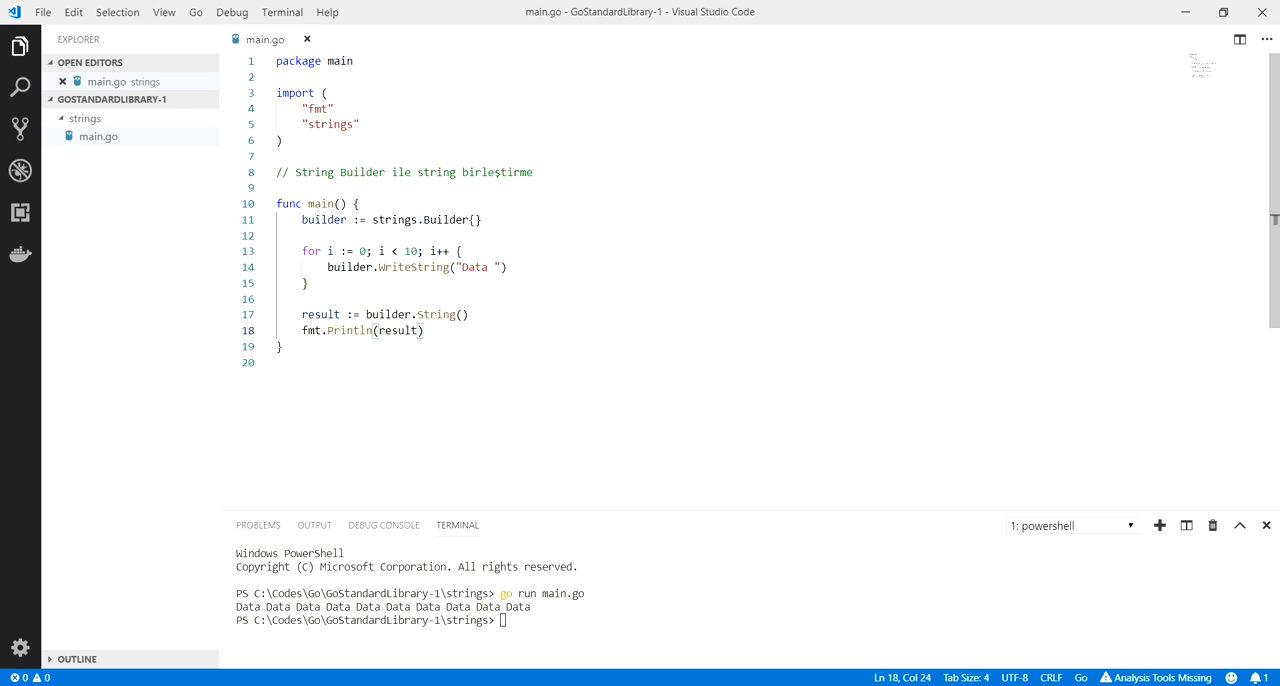 File Edit Selection View Go Debug Terminal Help
main.go - GoStandardLibrary-1 - Visual Studio Code
EXPLORER
OPEN EDITORS
main.go strings
GOSTANDARDLIBRARY-1
strings
main.go
OUTLINE
main.go
1 package main
2
3 import (
4 "fmt"
5 "strings"
6 )
7
8 // String Builder ile string birleştirme
9
10 func main() {
11 builder := strings.Builder{}
12
13 for i := 0; i < 10; i++ {
14 builder.WriteString("Data ")
15 }
16
17 result := builder.String()
18 fmt.Println(result)
19 }
20
PROBLEMS OUTPUT DEBUG CONSOLE TERMINAL
1: powershell
Windows PowerShell
Copyright (C) Microsoft Corporation. All rights reserved.
PS C:\Codes\Go\GoStandardLibrary-1\strings> go run main.go
Data Data Data Data Data Data Data Data Data Data
PS C:\Codes\Go\GoStandardLibrary-1\strings>
0 0
Ln 18, Col 24 Tab Size: 4 UTF-8 CRLF Go Analysis Tools Missing 1